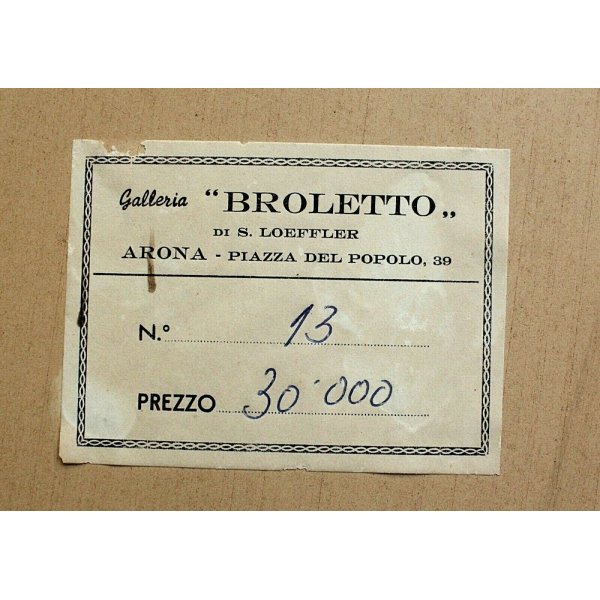 Galleria "BROLETTO„
DI S. LOEFFLER
ARONA - PIAZZA DEL POPOLO, 39
N.° 13
PREZZO 30'000